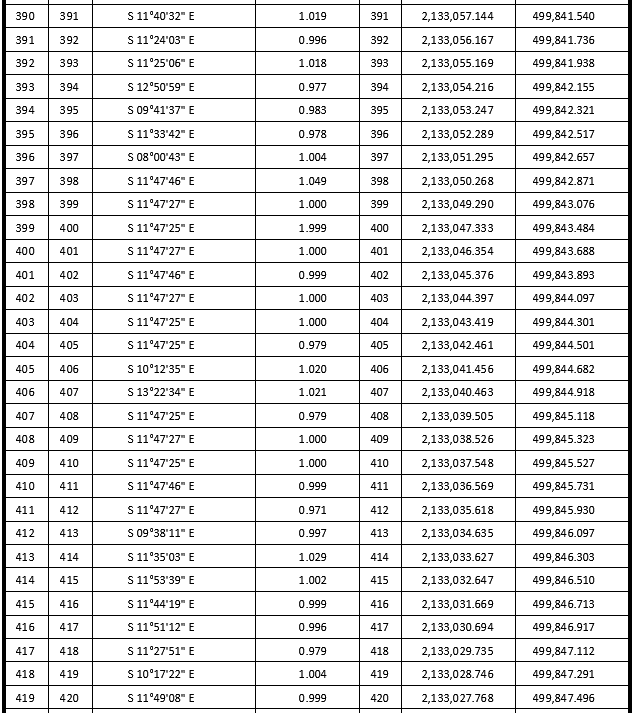 390 391 S 11°40'32" E 1.019 391 2,133,057.144 499,841.540
391 392 S 11°24'03" E 0.996 392 2,133,056.167 499,841.736
392 393 S 11°25'06" E 1.018 393 2,133,055.169 499,841.938
393 394 S 12°50'59" E 0.977 394 2,133,054.216 499,842.155
394 395 S 09°41'37" E 0.983 395 2,133,053.247 499,842.321
395 396 S 11°33'42" E 0.978 396 2,133,052.289 499,842.517
396 397 S 08°00'43" E 1.004 397 2,133,051.295 499,842.657
397 398 S 11°47'46" E 1.049 398 2,133,050.268 499,842.871
398 399 S 11°47'27" E 1.000 399 2,133,049.290 499,843.076
399 400 S 11°47'25" E 1.999 400 2,133,047.333 499,843.484
400 401 S 11°47'27" E 1.000 401 2,133,046.354 499,843.688
401 402 S 11°47'46" E 0.999 402 2,133,045.376 499,843.893
402 403 S 11°47'27" E 1.000 403 2,133,044.397 499,844.097
403 404 S 11°47'25" E 1.000 404 2,133,043.419 499,844.301
404 405 S 11°47'25" E 0.979 405 2,133,042.461 499,844.501
405 406 S 10°12'35" E 1.020 406 2,133,041.456 499,844.682
406 407 S 13°22'34" E 1.021 407 2,133,040.463 499,844.918
407 408 S 11°47'25" E 0.979 408 2,133,039.505 499,845.118
408 409 S 11°47'27" E 1.000 409 2,133,038.526 499,845.323
409 410 S 11°47'25" E 1.000 410 2,133,037.548 499,845.527
410 411 S 11°47'46" E 0.999 411 2,133,036.569 499,845.731
411 412 S 11°47'27" E 0.971 412 2,133,035.618 499,845.930
412 413 S 09°38'11" E 0.997 413 2,133,034.635 499,846.097
413 414 S 11°35'03" E 1.029 414 2,133,033.627 499,846.303
414 415 S 11°53'39" E 1.002 415 2,133,032.647 499,846.510
415 416 S 11°44'19" E 0.999 416 2,133,031.669 499,846.713
416 417 S 11°51'12" E 0.996 417 2,133,030.694 499,846.917
417 418 S 11°27'51" E 0.979 418 2,133,029.735 499,847.112
418 419 S 10°17'22" E 1.004 419 2,133,028.746 499,847.291
419 420 S 11°49'08" E 0.999 420 2,133,027.768 499,847.496